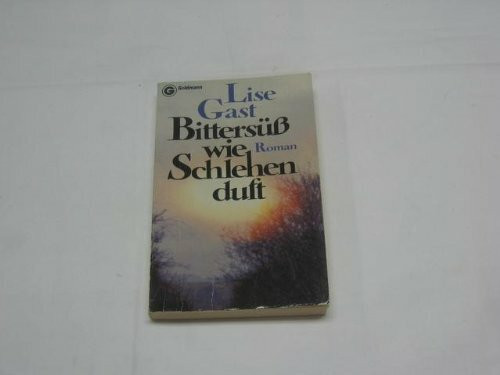 Goldmann
Lise
Gast
Bittersüß
wie
Roman
Schlehen
duft